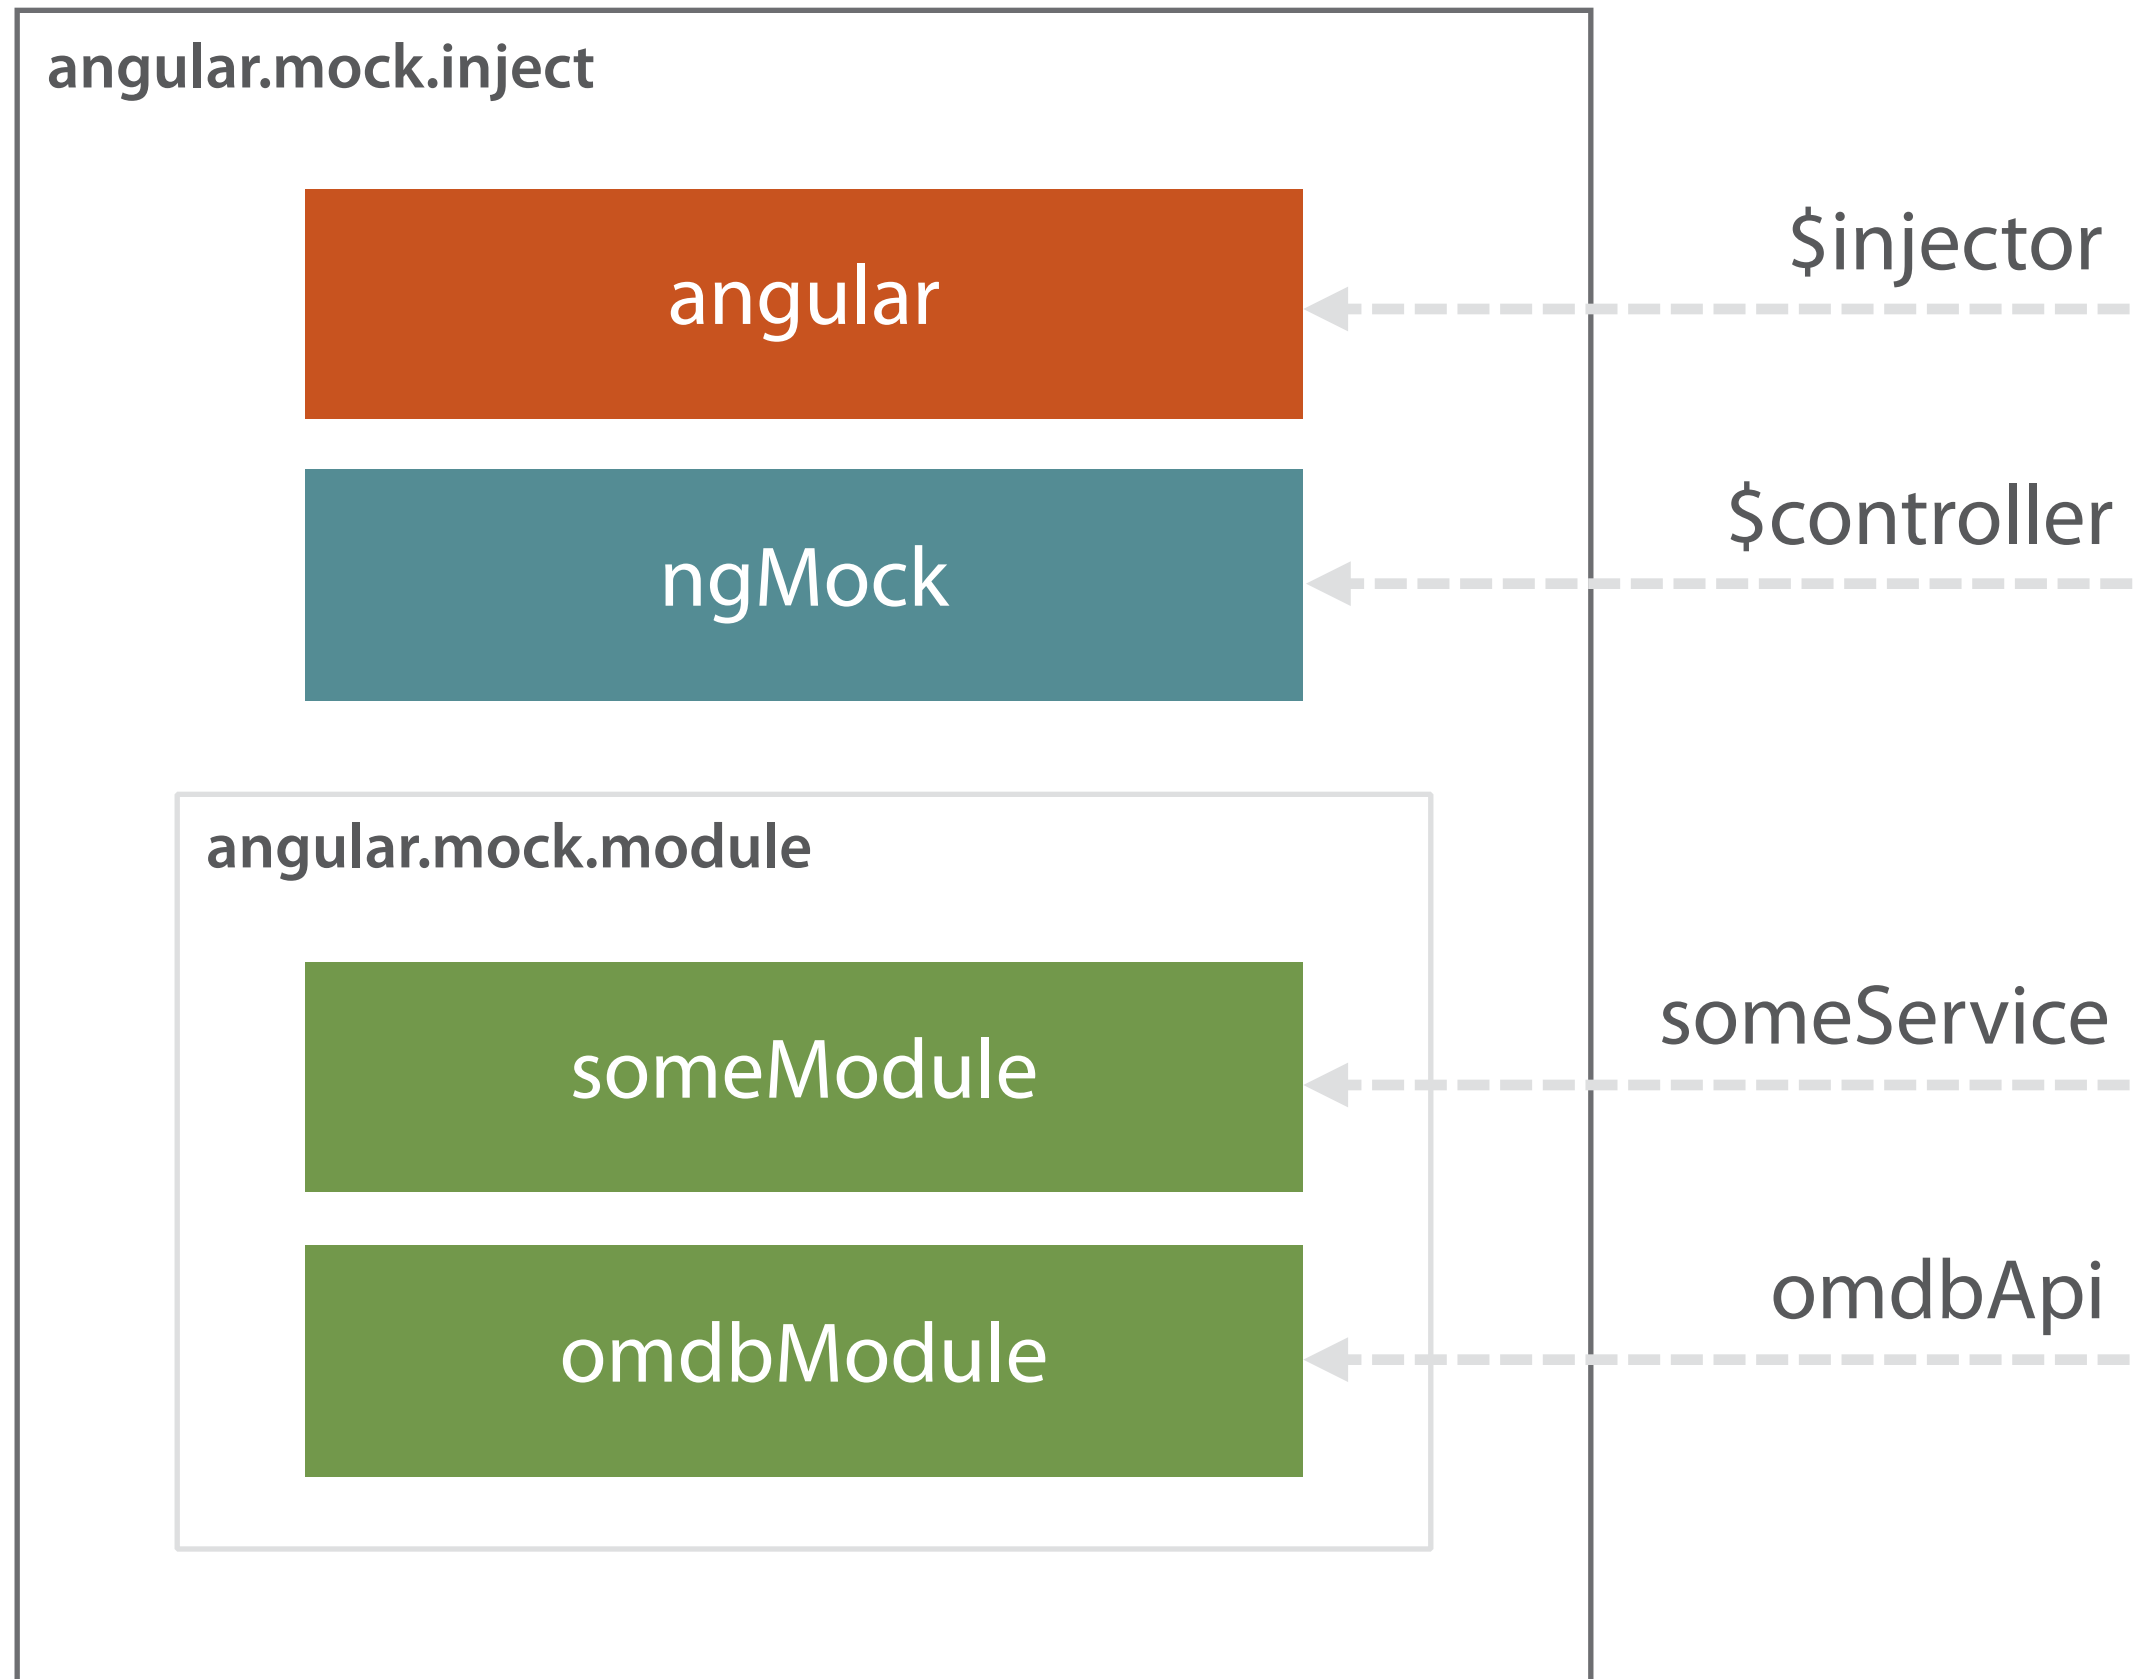 angular.mock.inject
angular
$injector
ngMock
$controller
angular.mock.module
someModule
someService
omdbModule
omdbApi